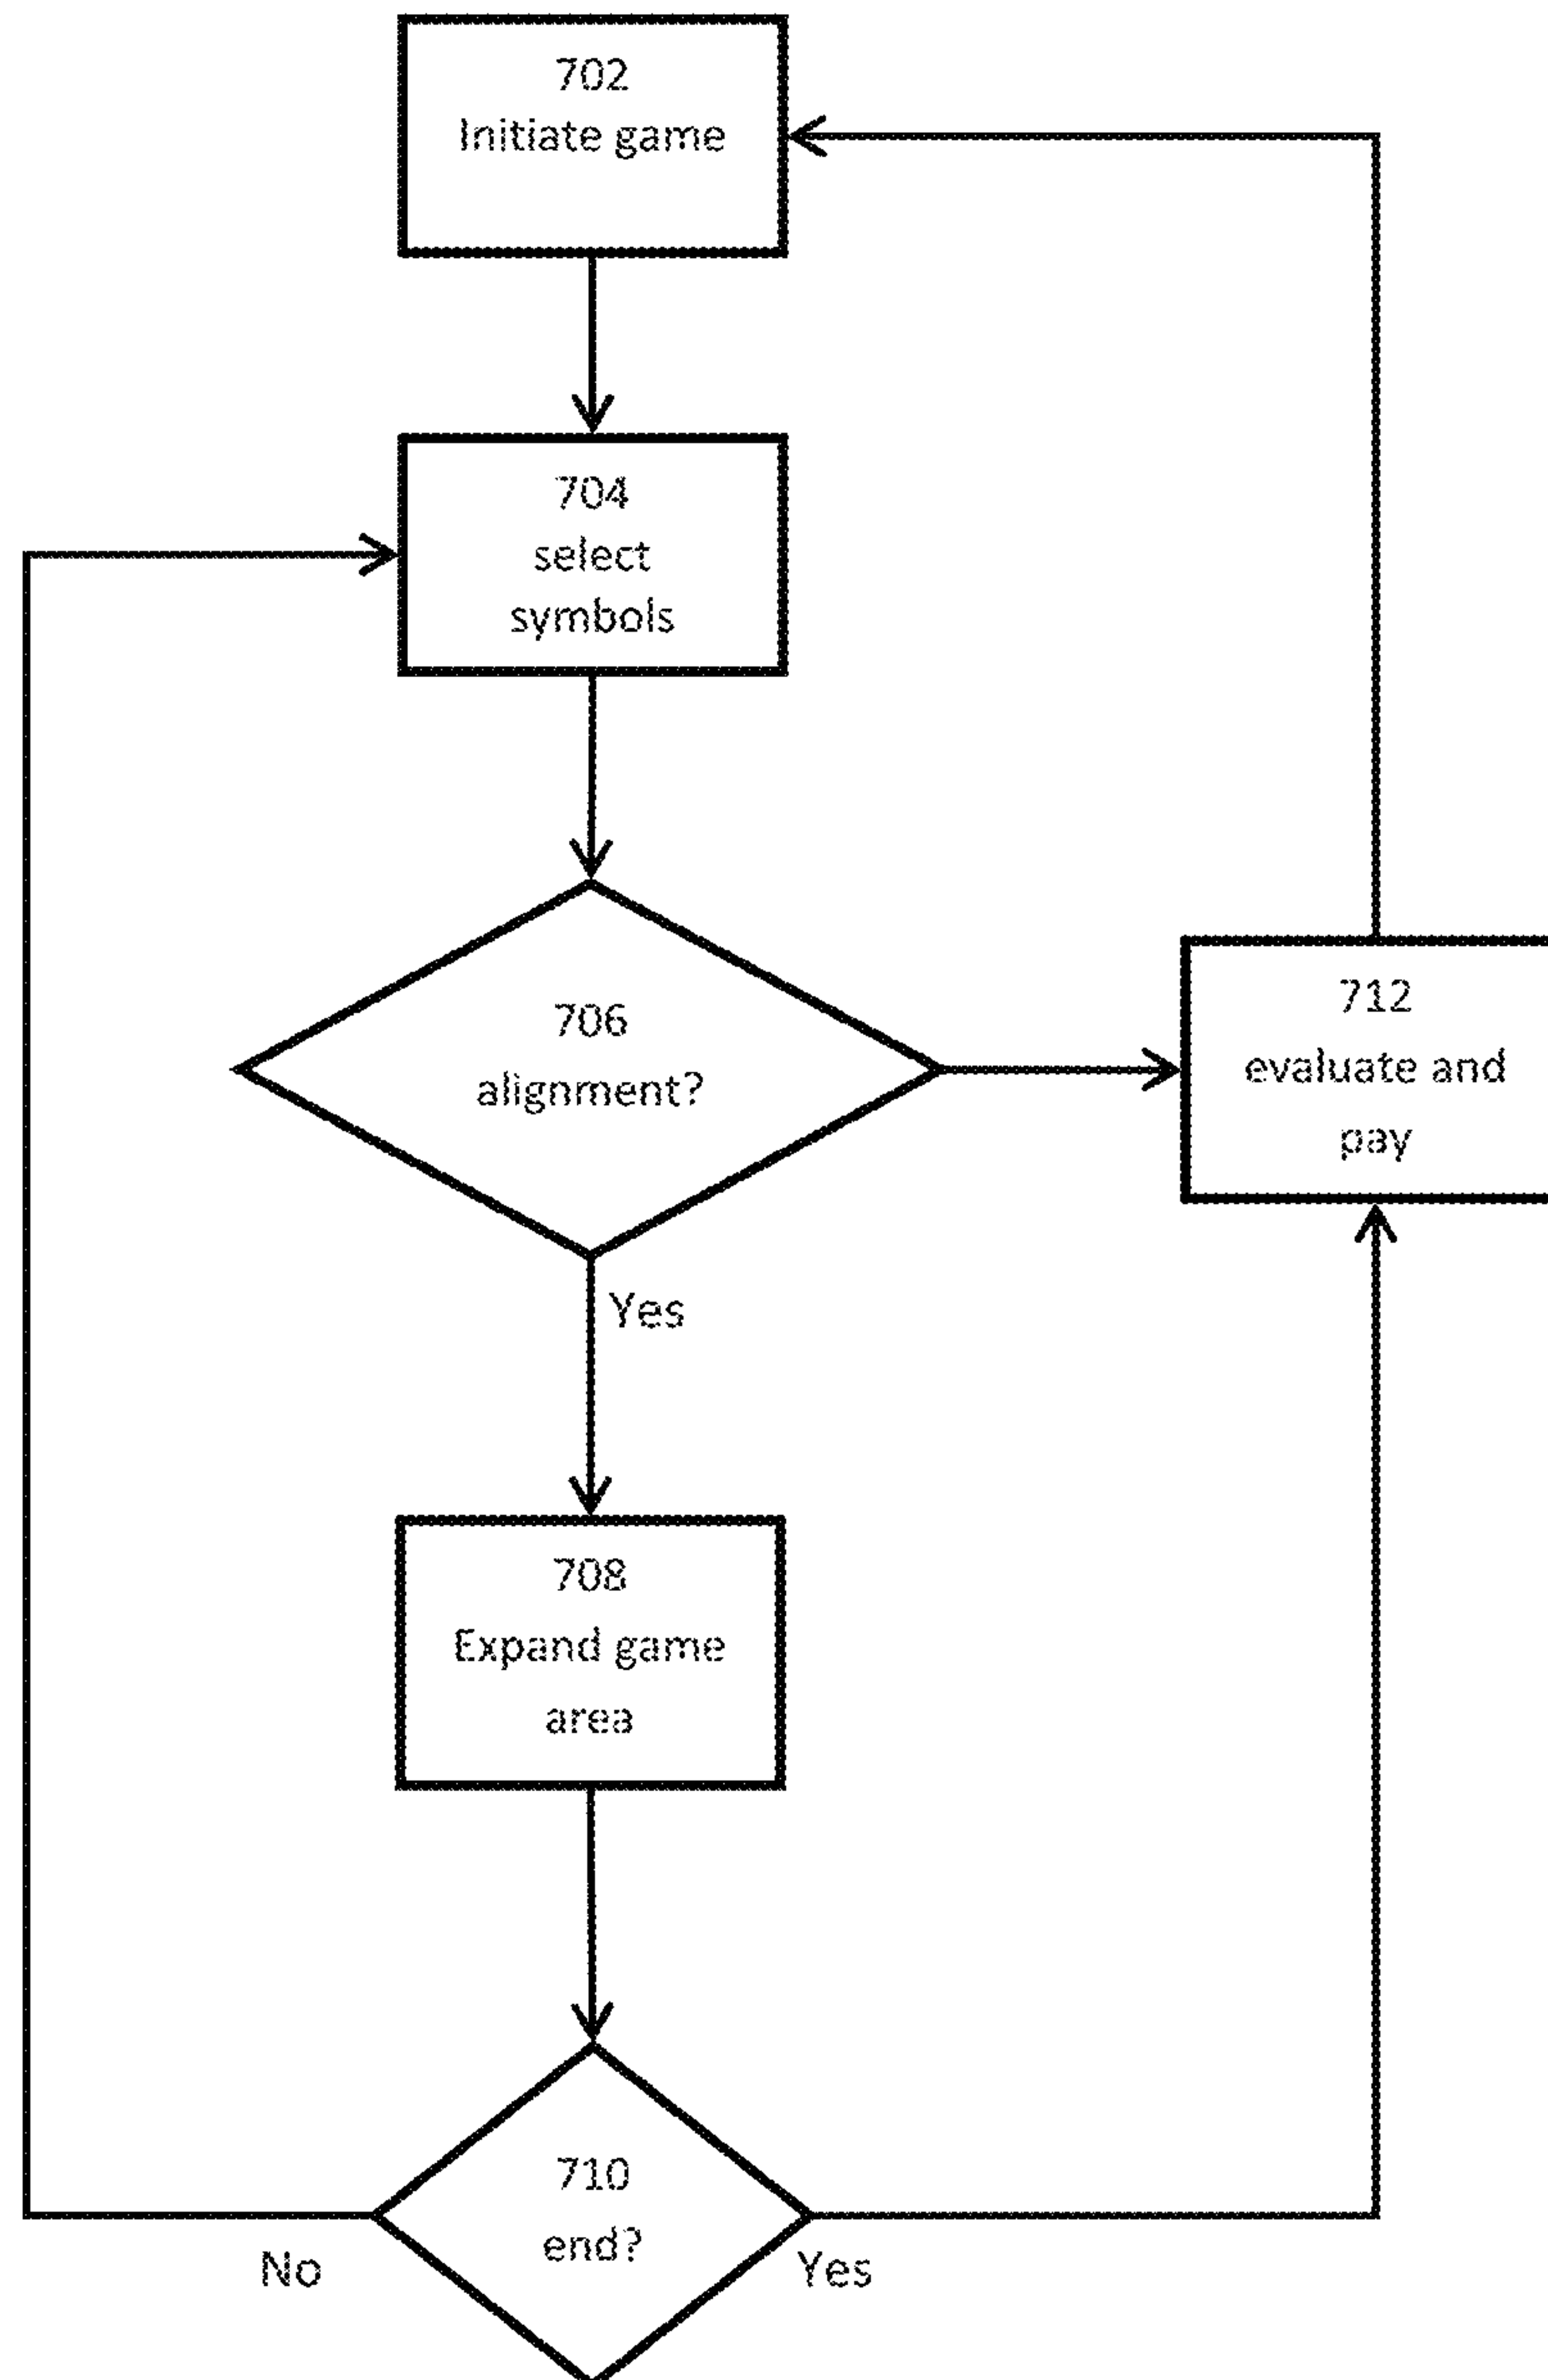 702
Initiate game
704
select
symbols
706
alignment?
712
evaluate and
pay
Yes
708
Expand game
area
710
end?
No
Yes